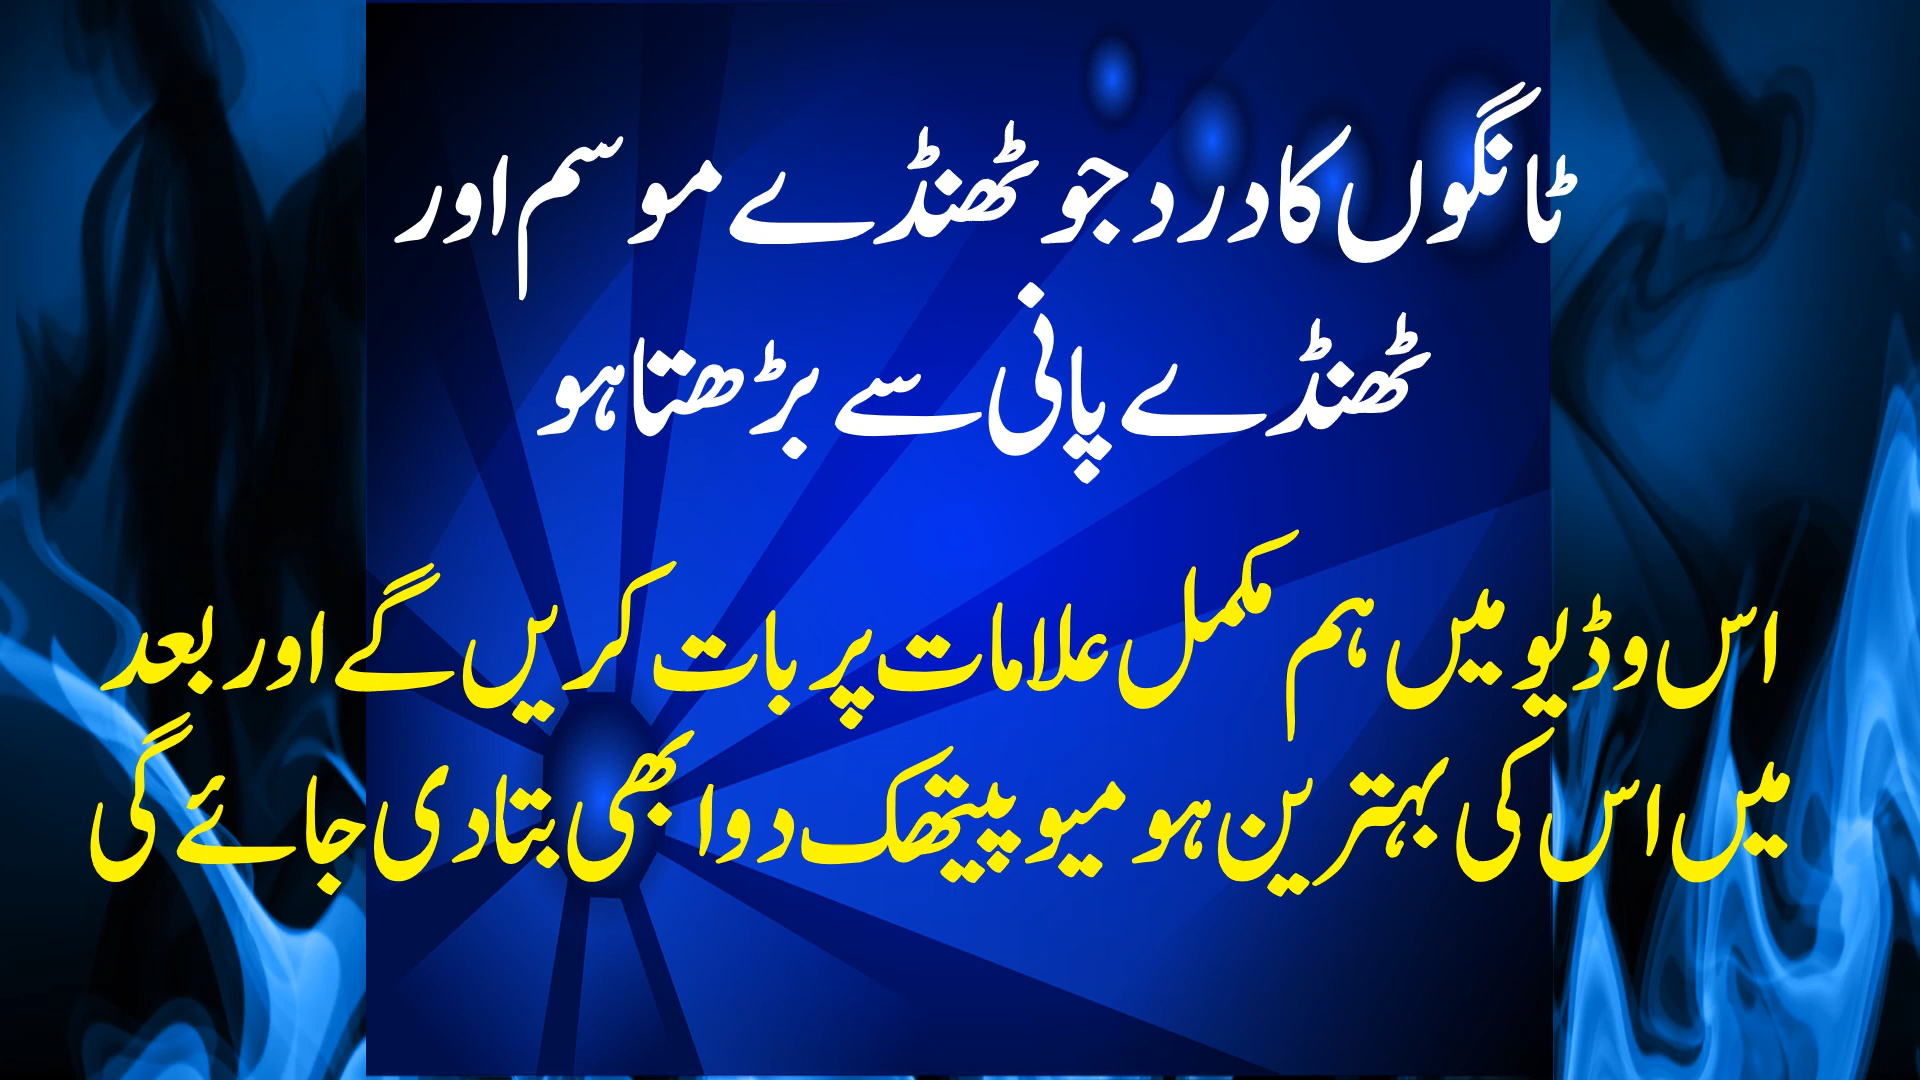 ٹانگوں کا درد جو ٹھنڈے موسم اور
ٹھنڈے پانی سے بڑھتا ہو
اس وڈیو میں ہم مکمل علامات پر بات کریں گے اور بعد
میں اس کی بہترین ہومیوپیتھک دوا بھی بتا دی جائے گی